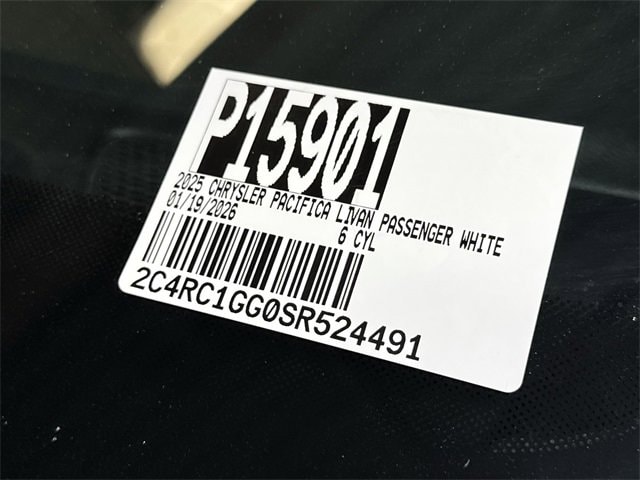 P15901
2025 CHRYSLER PACIFICA LIVAN PASSENGER WHITE
01/19/2026 6 CYL
2C4RC1GG0SR524491